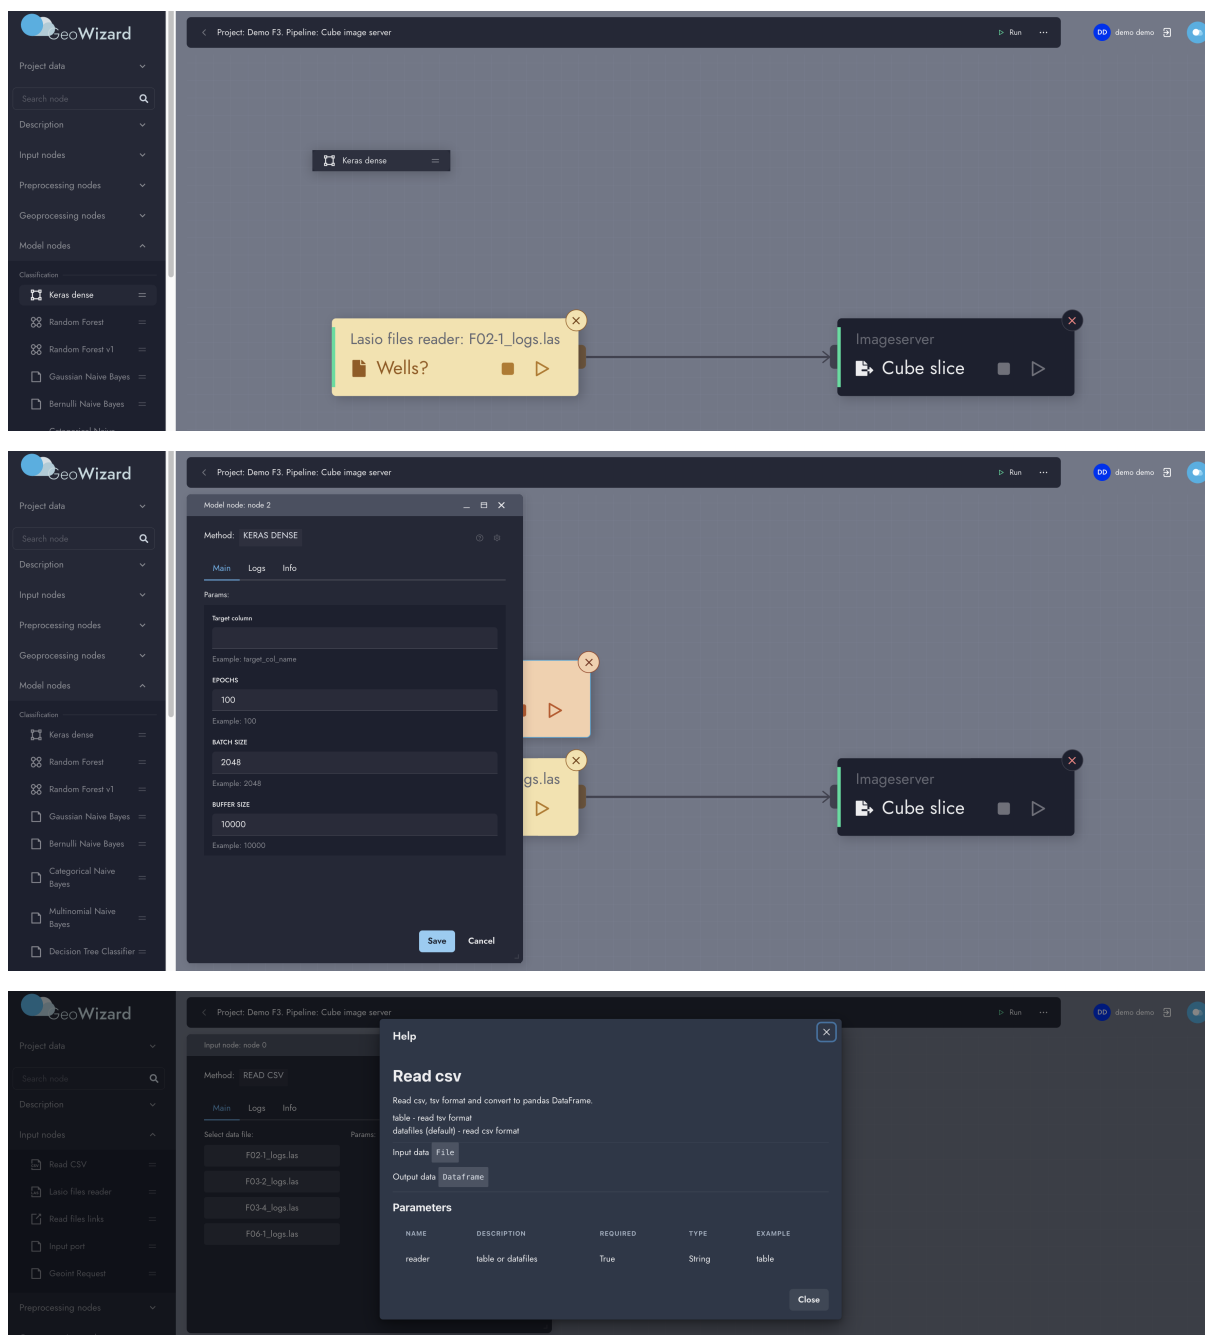 GeoWizard
Project: Demo F3. Pipeline: Cube image server
Run
DD demo demo
Project data
Search node
Description
Input nodes
Preprocessing nodes
Geoprocessing nodes
Model nodes
Classification
Keras dense
Random Forest
Random Forest v1
Gaussian Naive Bayes
Bernulli Naive Bayes
Categorical Naive
Keras dense
Lasio files reader: F02-1_logs.las
Wells?
Imageserver
Cube slice
GeoWizard
Project: Demo F3. Pipeline: Cube image server
Run
DD demo demo
Project data
Search node
Description
Input nodes
Preprocessing nodes
Geoprocessing nodes
Model nodes
Classification
Keras dense
Random Forest
Random Forest v1
Gaussian Naive Bayes
Bernulli Naive Bayes
Categorical Naive
Bayes
Multinomial Naive
Bayes
Decision Tree Classifier
Model node: node 2
Method: KERAS DENSE
Main Logs Info
Params:
Target column
Example: target_col_name
EPOCHS
100
Example: 100
BATCH SIZE
2048
Example: 2048
BUFFER SIZE
10000
Example: 10000
Save Cancel
gs.las
Imageserver
Cube slice
GeoWizard
Project: Demo F3. Pipeline: Cube image server
Run
DD demo demo
Project data
Search node
Description
Input nodes
Read CSV
Lasio files reader
Read files links
Input port
Geoint Request
Preprocessing nodes
Input node: node 0
Method: READ CSV
Main Logs Info
Select data file:
Params:
F02-1_logs.las
F03-2_logs.las
F03-4_logs.las
F06-1_logs.las
Help
Read csv
Read csv, tsv format and convert to pandas DataFrame.
table - read tsv format
datafiles (default) - read csv format
Input data File
Output data Dataframe
Parameters
NAME DESCRIPTION REQUIRED TYPE EXAMPLE
reader table or datafiles True String table
Close